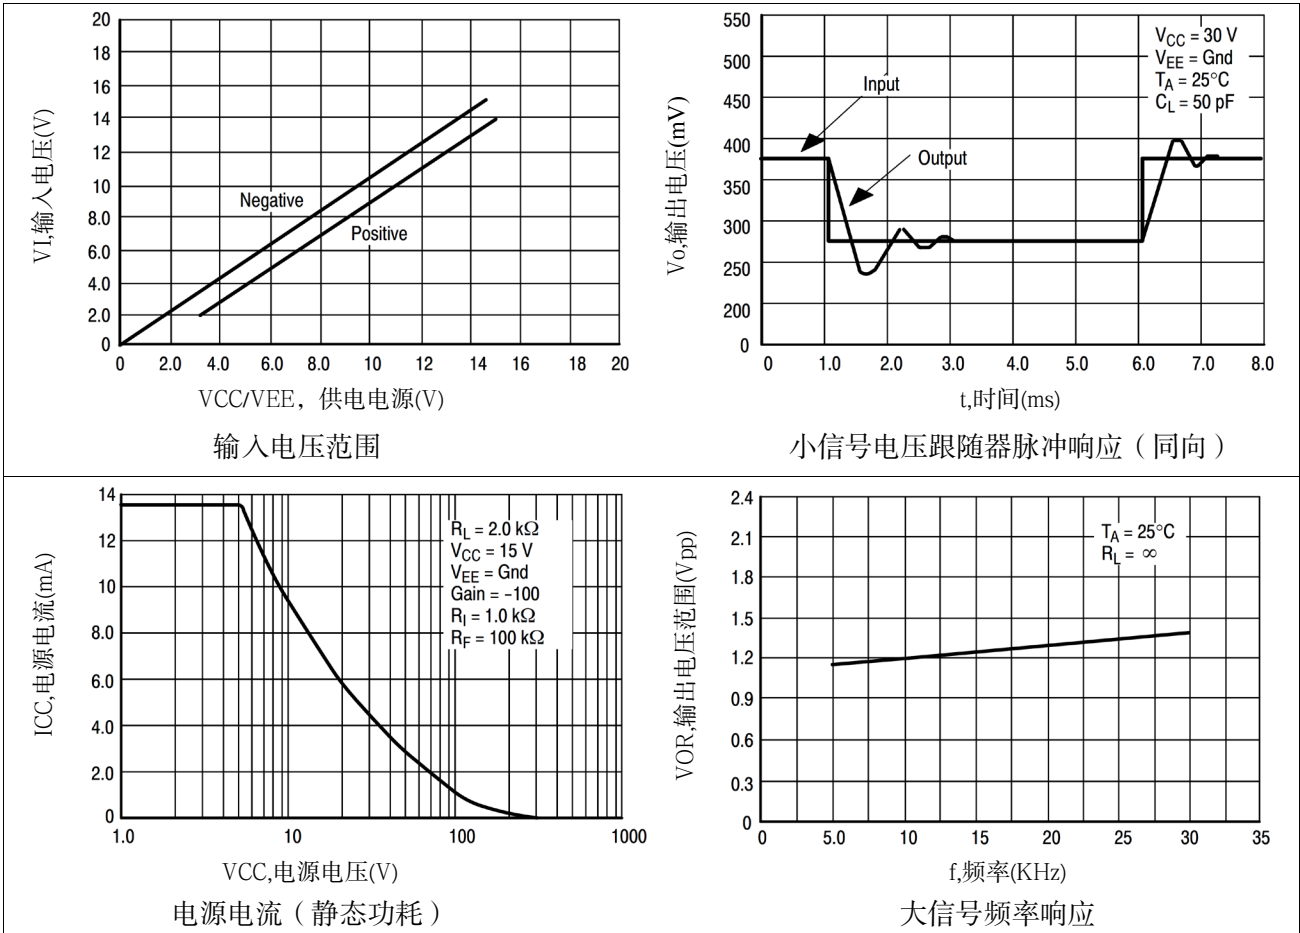 20
18
16
14
12
10
8.0
6.0
4.0
2.0
0
VI,输入电压(V)
Negative
Positive
0 2.0 4.0 6.0 8.0 10 12 14 16 18 20
VCC/VEE，供电电源(V)
输入电压范围
550
500
450
400
350
300
250
200
0
Vo,输出电压(mV)
Input
Output
VCC = 30 V
VEE = Gnd
TA = 25°C
CL = 50 pF
0 1.0 2.0 3.0 4.0 5.0 6.0 7.0 8.0
t,时间(ms)
小信号电压跟随器脉冲响应（同向）
14
12
10
8.0
6.0
4.0
2.0
0
ICC,电源电流(mA)
RL = 2.0 kΩ
VCC = 15 V
VEE = Gnd
Gain = –100
RI = 1.0 kΩ
RF = 100 kΩ
1.0 10 100 1000
VCC,电源电压(V)
电源电流（静态功耗）
2.4
2.1
1.8
1.5
1.2
0.9
0.6
0.3
0
VOR,输出电压范围(Vpp)
TA = 25°C
RL = ∞
0 5.0 10 15 20 25 30 35
f,频率(KHz)
大信号频率响应